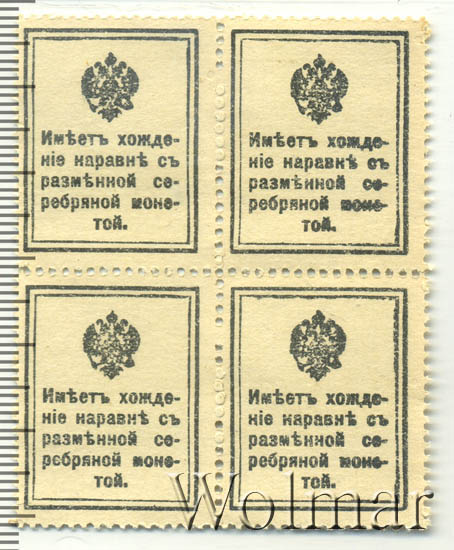 Имѣетъ хожде-
ніе наравнѣ съ
размѣнной се-
ребряной моне-
той.
Имѣетъ хожде-
ніе наравнѣ съ
размѣнной се-
ребряной моне-
той.
Имѣетъ хожде-
ніе наравнѣ съ
размѣнной се-
ребряной моне-
той.
Имѣетъ хожде-
ніе наравнѣ съ
размѣнной се-
ребряной моне-
той.
Wolmar